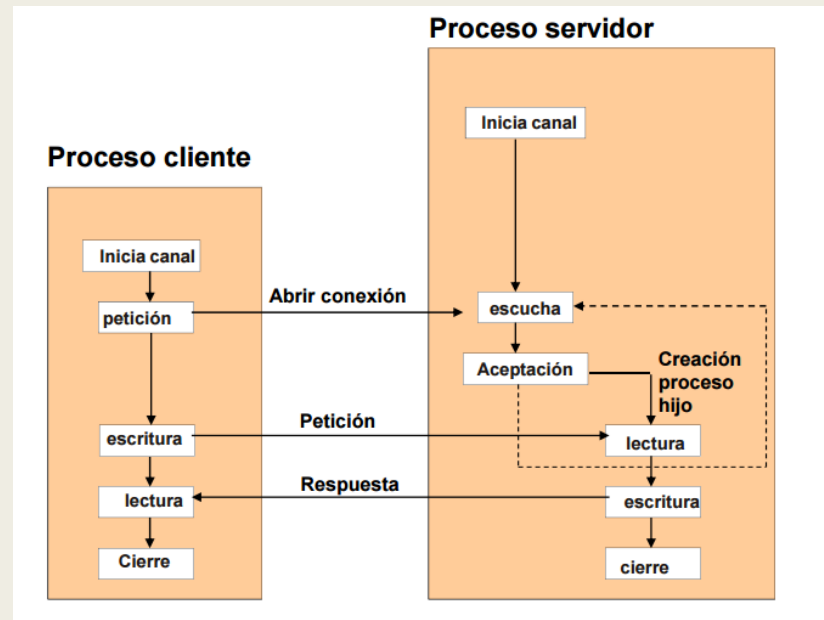 Proceso servidor
Inicia canal
Proceso cliente
Inicia canal
petición
Abrir conexión
escucha
Aceptación
Creación
proceso
hijo
escritura
Petición
lectura
lectura
Respuesta
escritura
Cierre
cierre